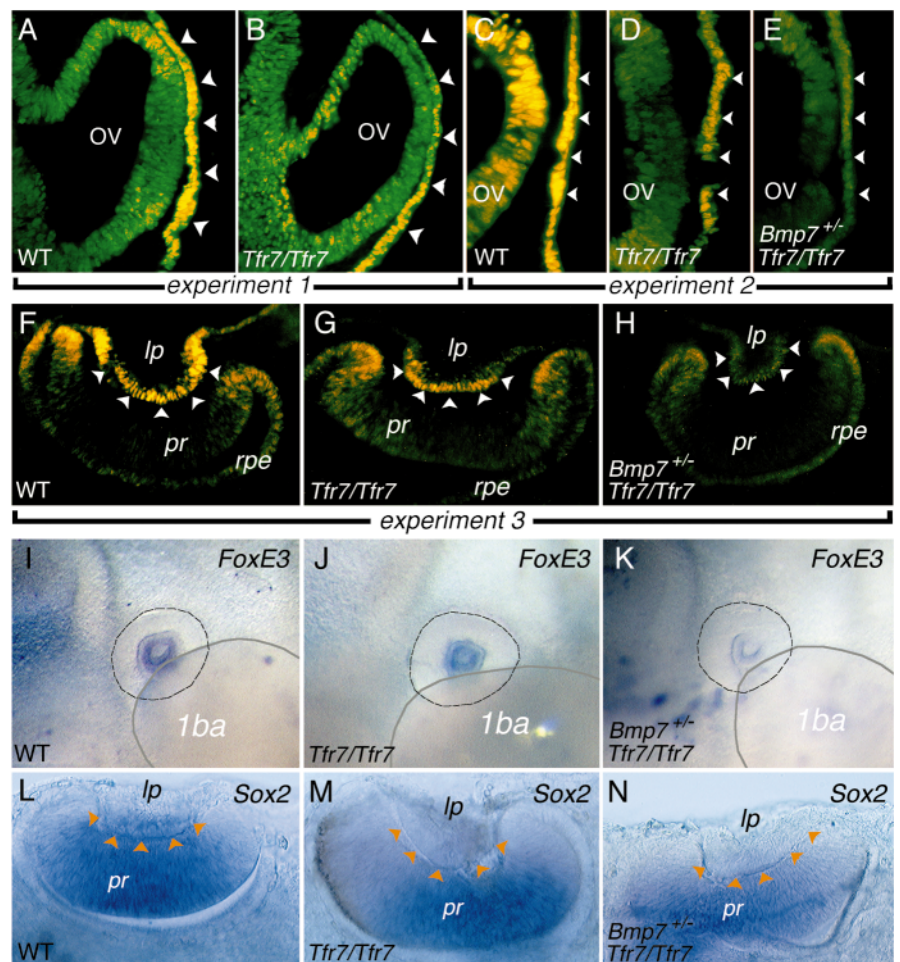 A
B
C
D
E
OV
OV
OV
OV
OV
WT
Tfr7/Tfr7
WT
Tfr7/Tfr7
Bmp7 +/-
Tfr7/Tfr7
experiment 1
experiment 2
F
G
H
lp
lp
lp
pr
pr
pr
rpe
rpe
rpe
WT
Tfr7/Tfr7
Bmp7 +/-
Tfr7/Tfr7
experiment 3
I
FoxE3
J
FoxE3
K
FoxE3
1ba
1ba
1ba
WT
Tfr7/Tfr7
Bmp7 +/-
Tfr7/Tfr7
L
lp
Sox2
M
lp
Sox2
N
lp
Sox2
pr
pr
pr
WT
Tfr7/Tfr7
Bmp7 +/-
Tfr7/Tfr7